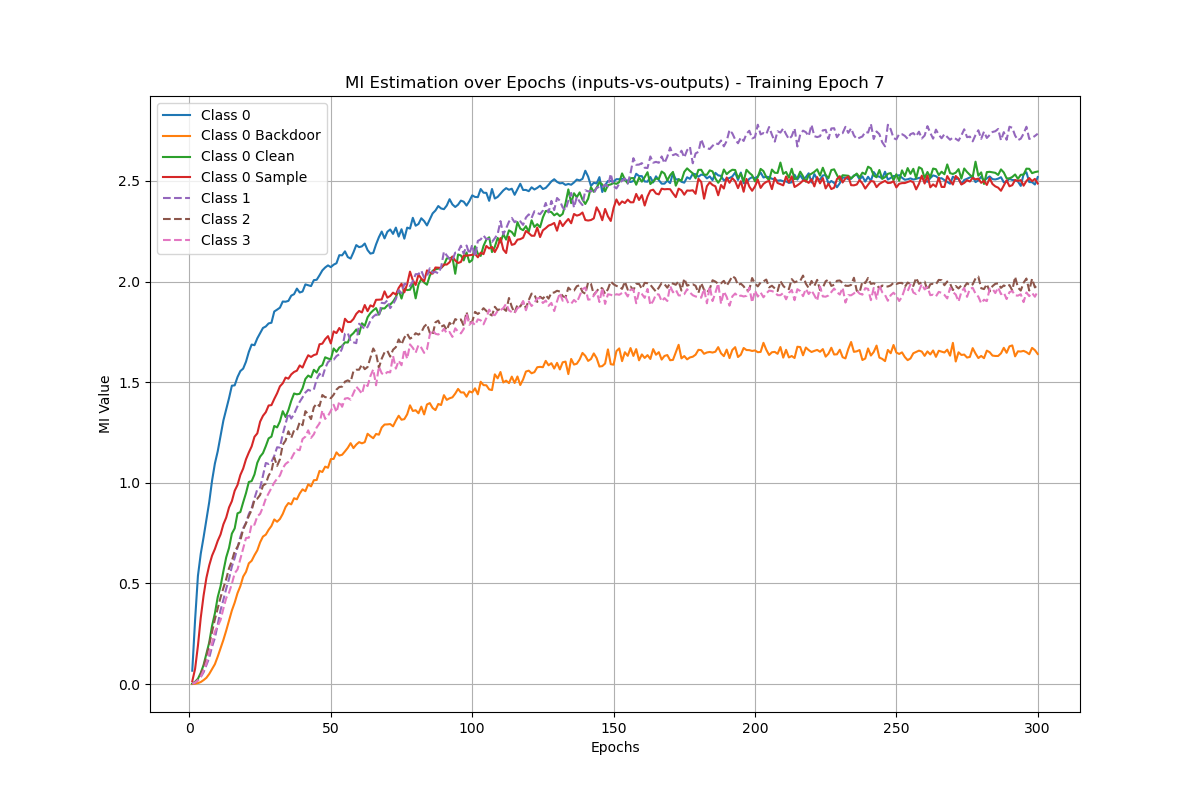 MI Estimation over Epochs (inputs-vs-outputs) - Training Epoch 7
Class 0
Class 0 Backdoor
Class 0 Clean
Class 0 Sample
Class 1
Class 2
Class 3
MI Value
2.5
2.0
1.5
1.0
0.5
0.0
0 50 100 150 200 250 300
Epochs